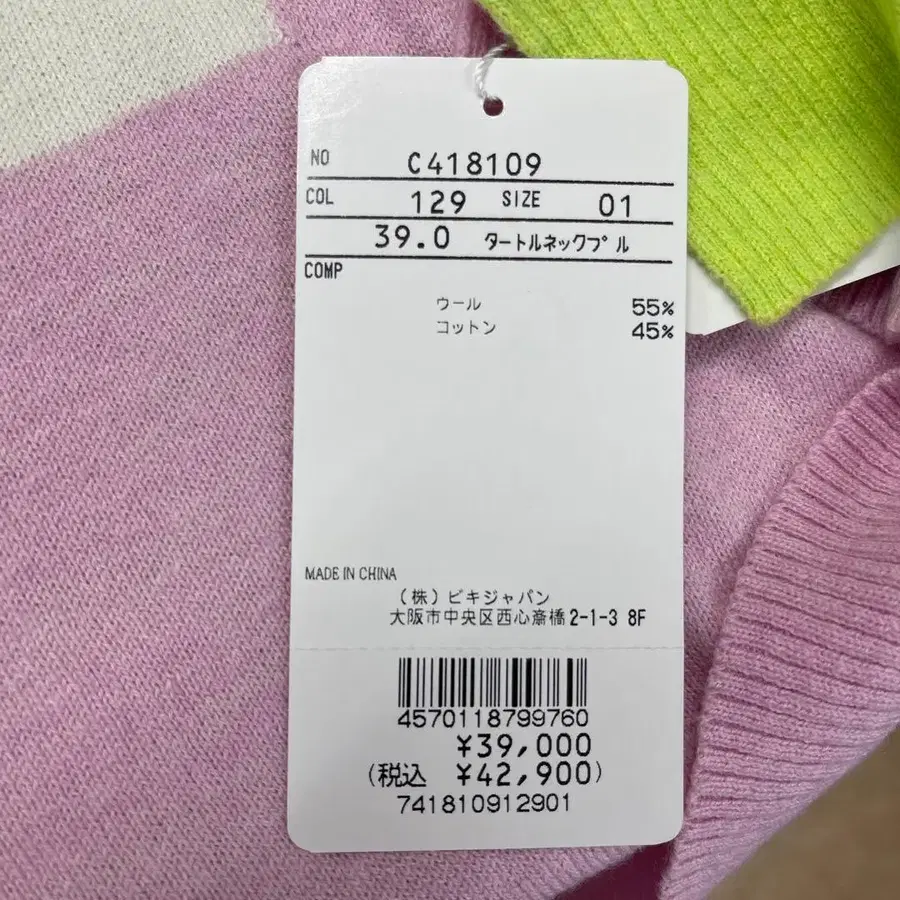 NO C418109
COL 129 SIZE 01
39.0 タートルネックプル
COMP
ウール 55%
コットン 45%
MADE IN CHINA
(株)ビキジャパン
大阪市中央区西心斎橋2-1-3 8F
4570118799760
¥39,000
(税込 ¥42,900)
741810912901